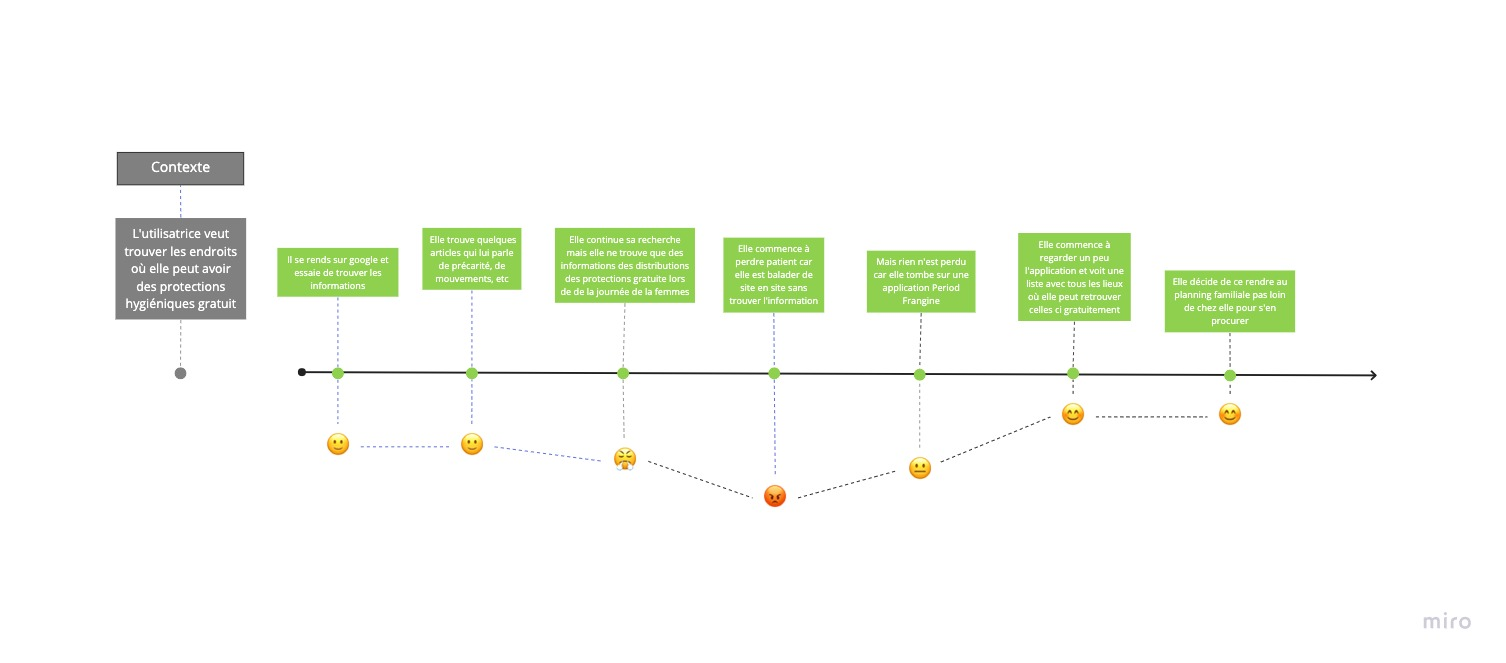 Contexte
L'utilisatrice veut
trouver les endroits
où elle peut avoir
des protections
hygiéniques gratuit
Il se rends sur google et
essaie de trouver les
informations
Elle trouve quelques
articles qui lui parle
de précarité, de
mouvements, etc
Elle continue sa recherche
mais elle ne trouve que des
informations des distributions
des protections gratuite lors
de de la journée de la femmes
Elle commence à
perdre patient car
elle est balader de
site en site sans
trouver l'information
Mais rien n'est perdu
car elle tombe sur une
application Period
Frangine
Elle commence à
regarder un peu
l'application et voit une
liste avec tous les lieux
où elle peut retrouver
celles ci gratuitement
Elle décide de ce rendre au
planning familiale pas loin
de chez elle pour s'en
procurer
miro